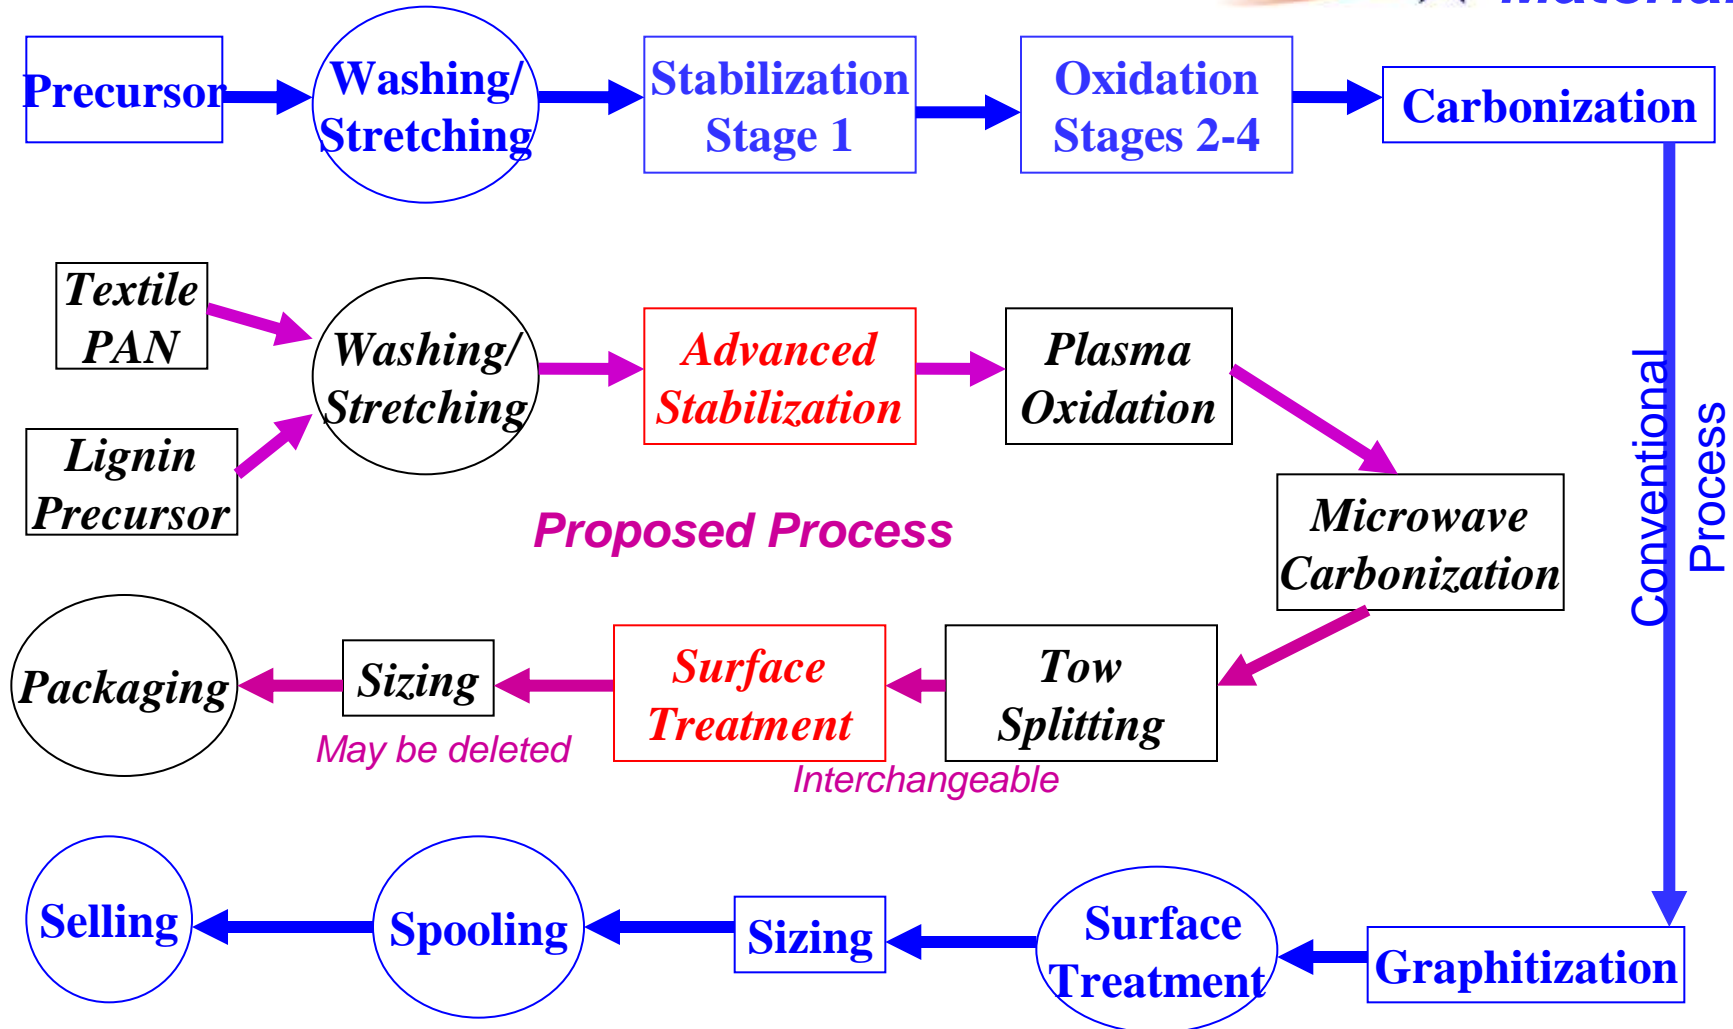 Precursor
Washing/
Stretching
Stabilization
Stage 1
Oxidation
Stages 2-4
Carbonization
Textile
PAN
Lignin
Precursor
Washing/
Stretching
Advanced
Stabilization
Plasma
Oxidation
Microwave
Carbonization
Conventional
Process
Proposed Process
Packaging
Sizing
May be deleted
Surface
Treatment
Interchangeable
Tow
Splitting
Selling
Spooling
Sizing
Surface
Treatment
Graphitization